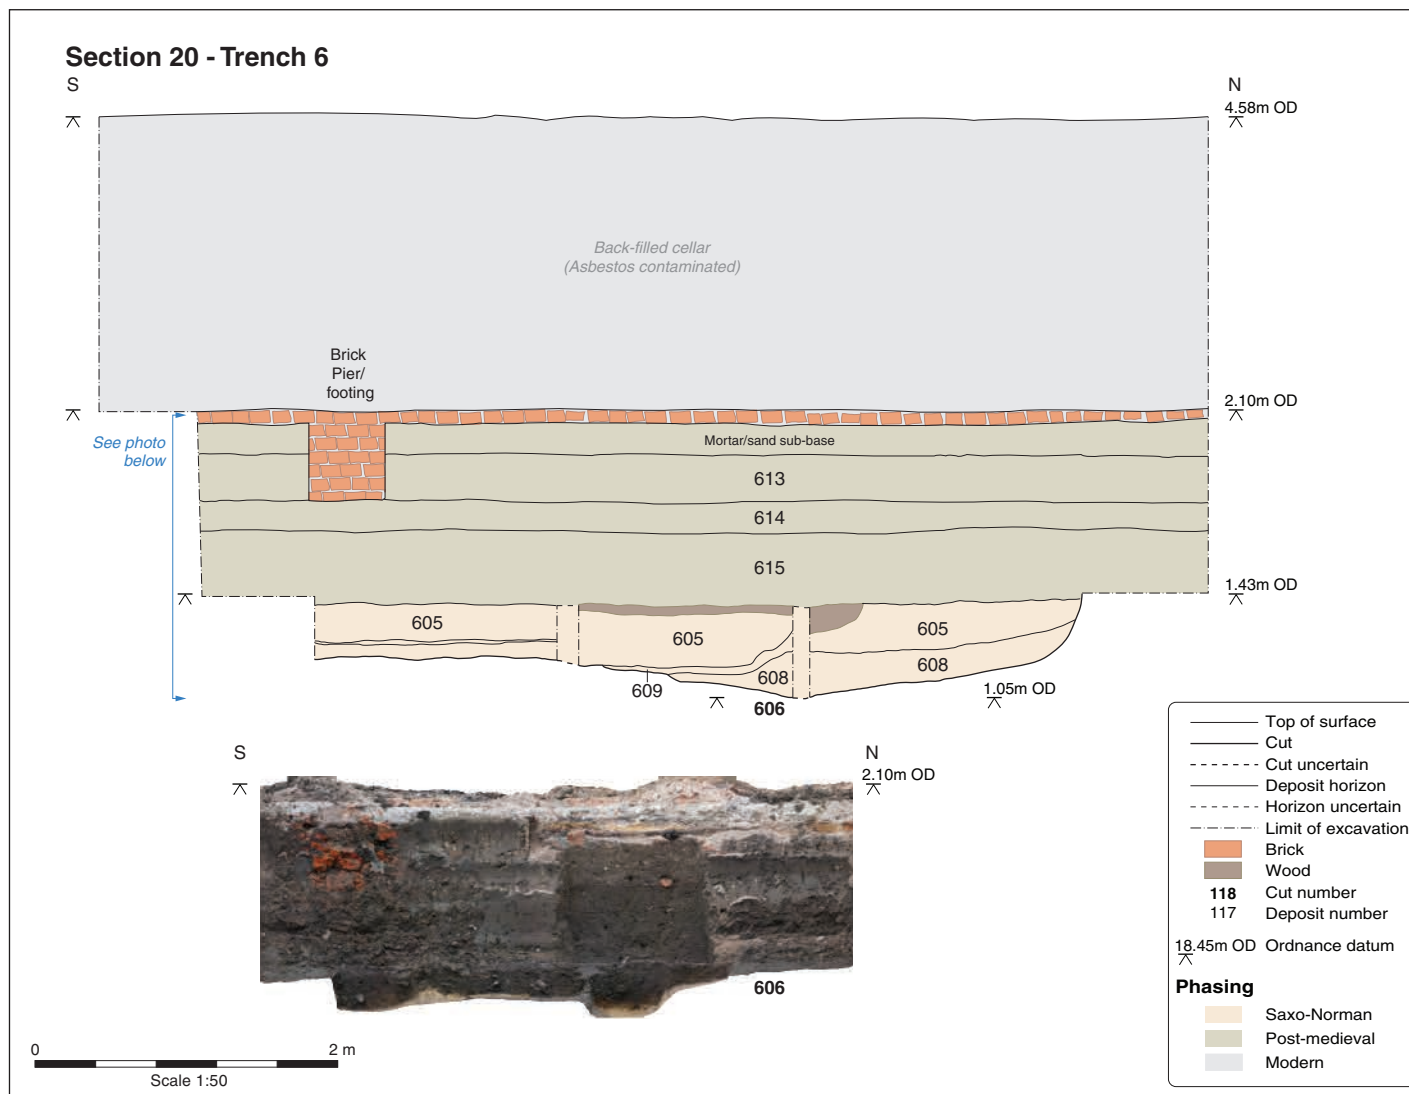 Section 20 - Trench 6
S
N
4.58m OD
Back-filled cellar
(Asbestos contaminated)
Brick
Pier/
footing
2.10m OD
See photo
below
Mortar/sand sub-base
613
614
615
1.43m OD
605
605
605
608
608
609
606
1.05m OD
S
N
2.10m OD
606
0
2 m
Scale 1:50
Top of surface
Cut
Cut uncertain
Deposit horizon
Horizon uncertain
Limit of excavation
Brick
Wood
118 Cut number
117 Deposit number
18.45m OD Ordnance datum
Phasing
Saxo-Norman
Post-medieval
Modern